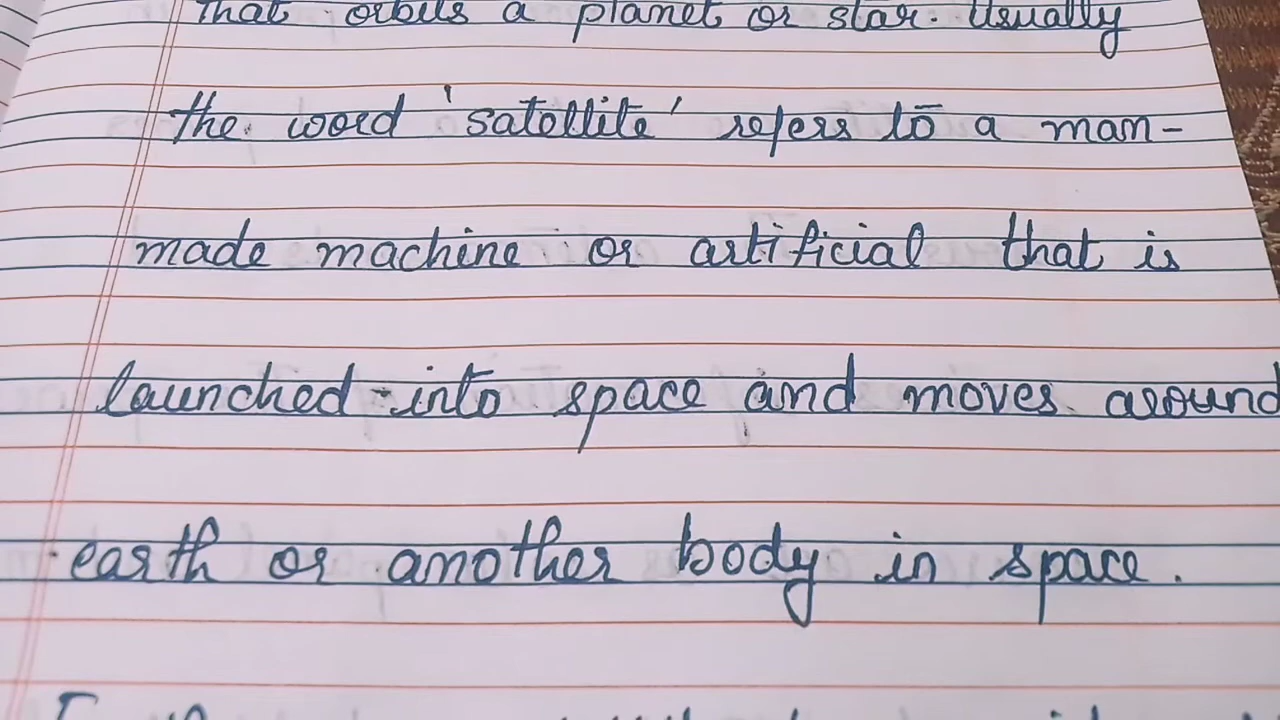 that orbits a planet or star. Usually
the word 'satellite' refers to a man-
made machine or artificial that is
launched into space and moves around
earth or another body in space.